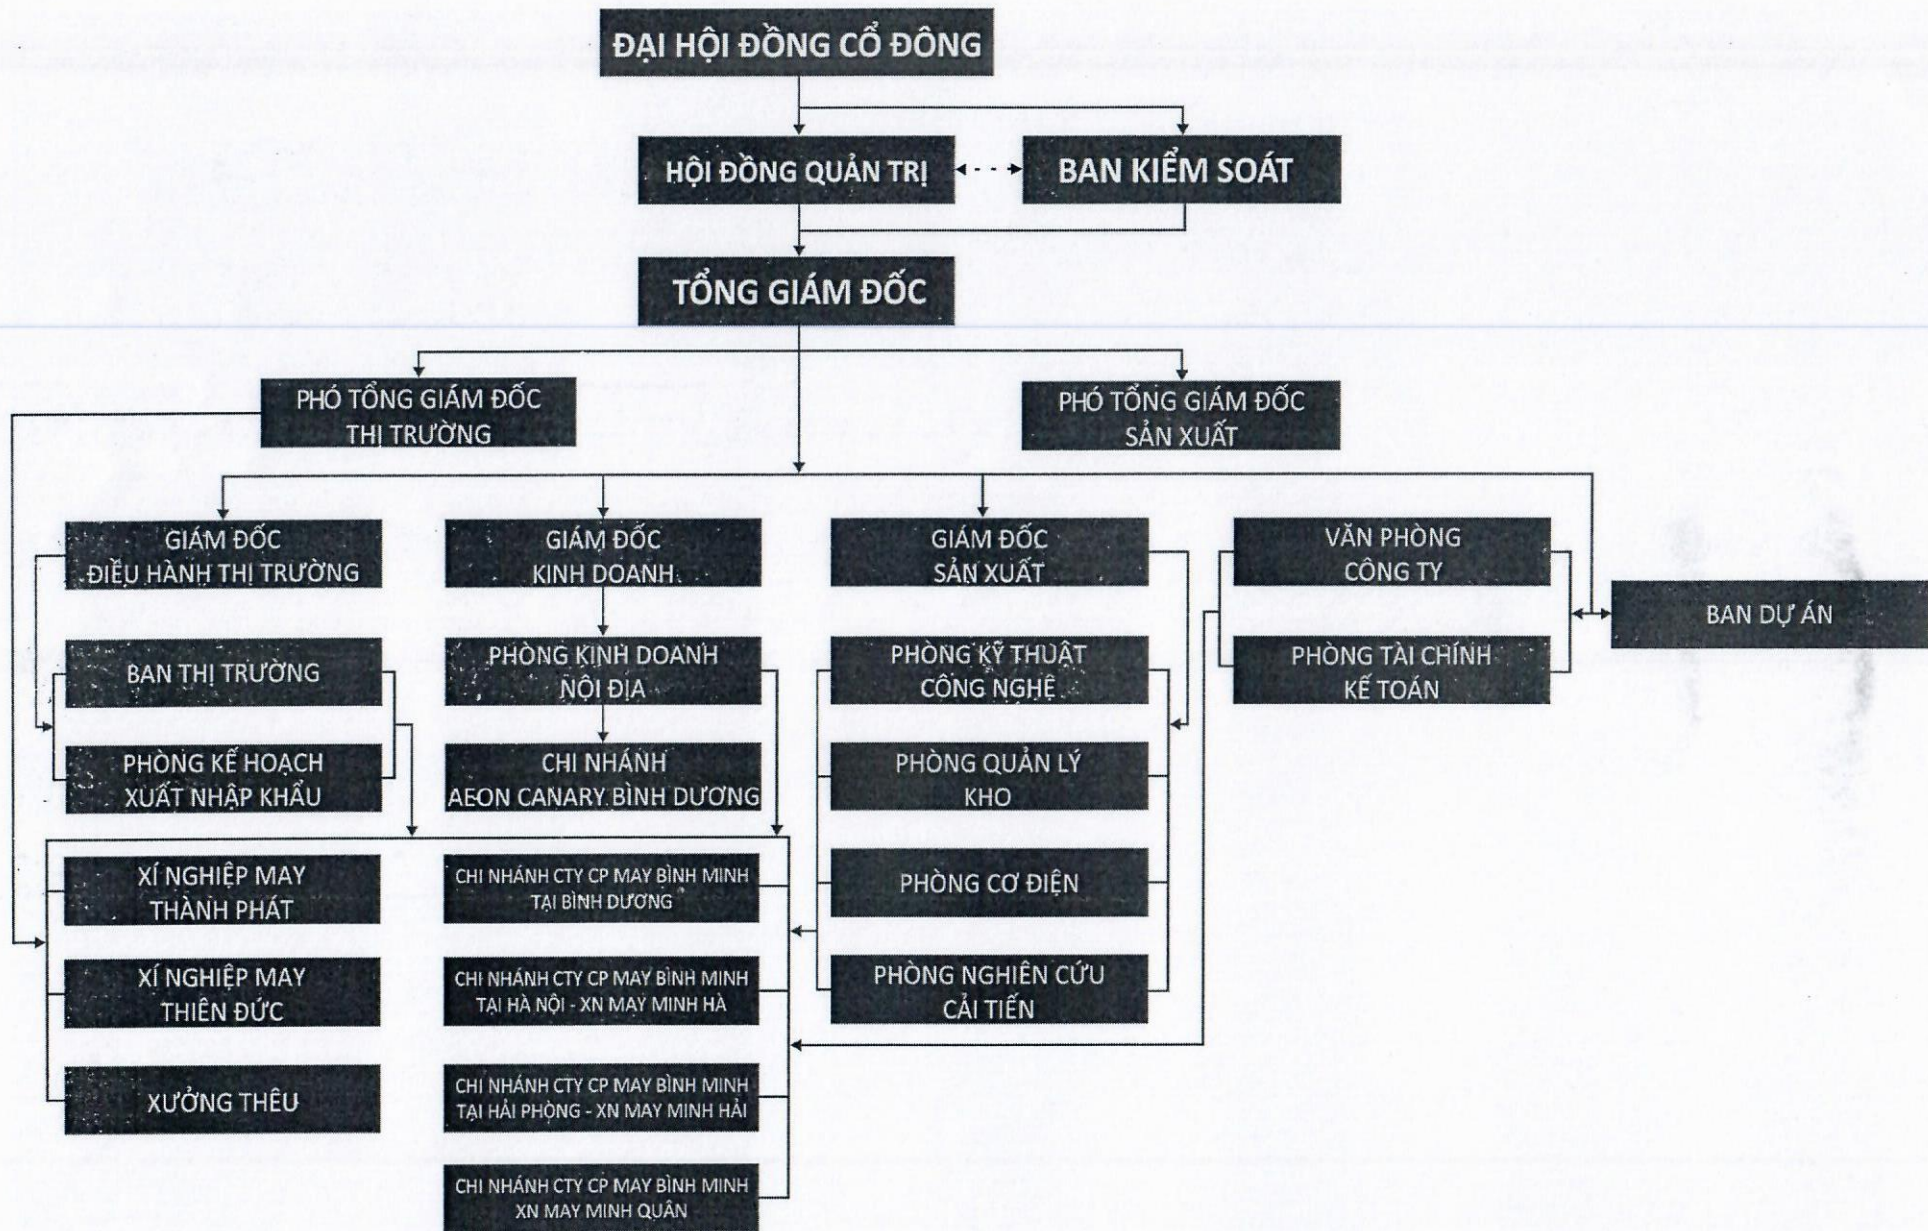 ĐẠI HỘI ĐỒNG CỔ ĐÔNG
HỘI ĐỒNG QUẢN TRỊ
BAN KIỂM SOÁT
TỔNG GIÁM ĐỐC
PHÓ TỔNG GIÁM ĐỐC
THỊ TRƯỜNG
PHÓ TỔNG GIÁM ĐỐC
SẢN XUẤT
GIÁM ĐỐC
ĐIỀU HÀNH THỊ TRƯỜNG
GIÁM ĐỐC
KINH DOANH
GIÁM ĐỐC
SẢN XUẤT
VĂN PHÒNG
CÔNG TY
BAN DỰ ÁN
BAN THỊ TRƯỜNG
PHÒNG KINH DOANH
NỘI ĐỊA
PHÒNG KỸ THUẬT
CÔNG NGHỆ
PHÒNG TÀI CHÍNH
KẾ TOÁN
PHÒNG KẾ HOẠCH
XUẤT NHẬP KHẨU
CHI NHÁNH
AEON CANARY BÌNH DƯƠNG
PHÒNG QUẢN LÝ
KHO
XÍ NGHIỆP MAY
THÀNH PHÁT
CHI NHÁNH CTY CP MAY BÌNH MINH
TẠI BÌNH DƯƠNG
PHÒNG CƠ ĐIỆN
XÍ NGHIỆP MAY
THIÊN ĐỨC
CHI NHÁNH CTY CP MAY BÌNH MINH
TẠI HÀ NỘI - XN MAY MINH HÀ
PHÒNG NGHIÊN CỨU
CẢI TIẾN
XƯỞNG THÊU
CHI NHÁNH CTY CP MAY BÌNH MINH
TẠI HẢI PHÒNG - XN MAY MINH HẢI
CHI NHÁNH CTY CP MAY BÌNH MINH
XN MAY MINH QUÂN